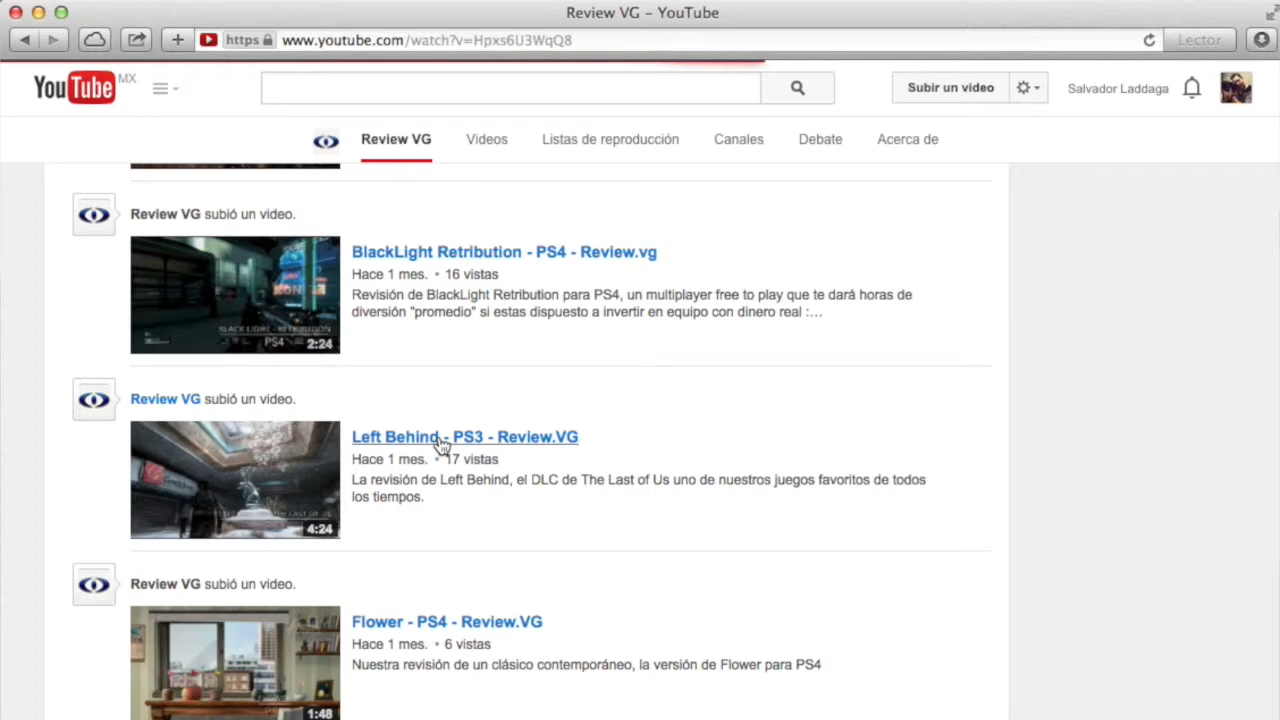 Review VG – YouTube
https www.youtube.com/watch?v=Hpxs6U3WqQ8 Lector
YouTube MX Subir un video Salvador Laddaga
Review VG Videos Listas de reproducción Canales Debate Acerca de
Review VG subió un video.
BlackLight Retribution - PS4 - Review.vg
Hace 1 mes. • 16 vistas
Revisión de BlackLight Retribution para PS4, un multiplayer free to play que te dará horas de
diversión "promedio" si estas dispuesto a invertir en equipo con dinero real :…
BLACK LIGHT - RETRIBUTION
PS4 2:24
Review VG subió un video.
Left Behind - PS3 - Review.VG
Hace 1 mes. • 17 vistas
La revisión de Left Behind, el DLC de The Last of Us uno de nuestros juegos favoritos de todos
los tiempos.
THE LAST OF US
4:24
Review VG subió un video.
Flower - PS4 - Review.VG
Hace 1 mes. • 6 vistas
Nuestra revisión de un clásico contemporáneo, la versión de Flower para PS4
1:48